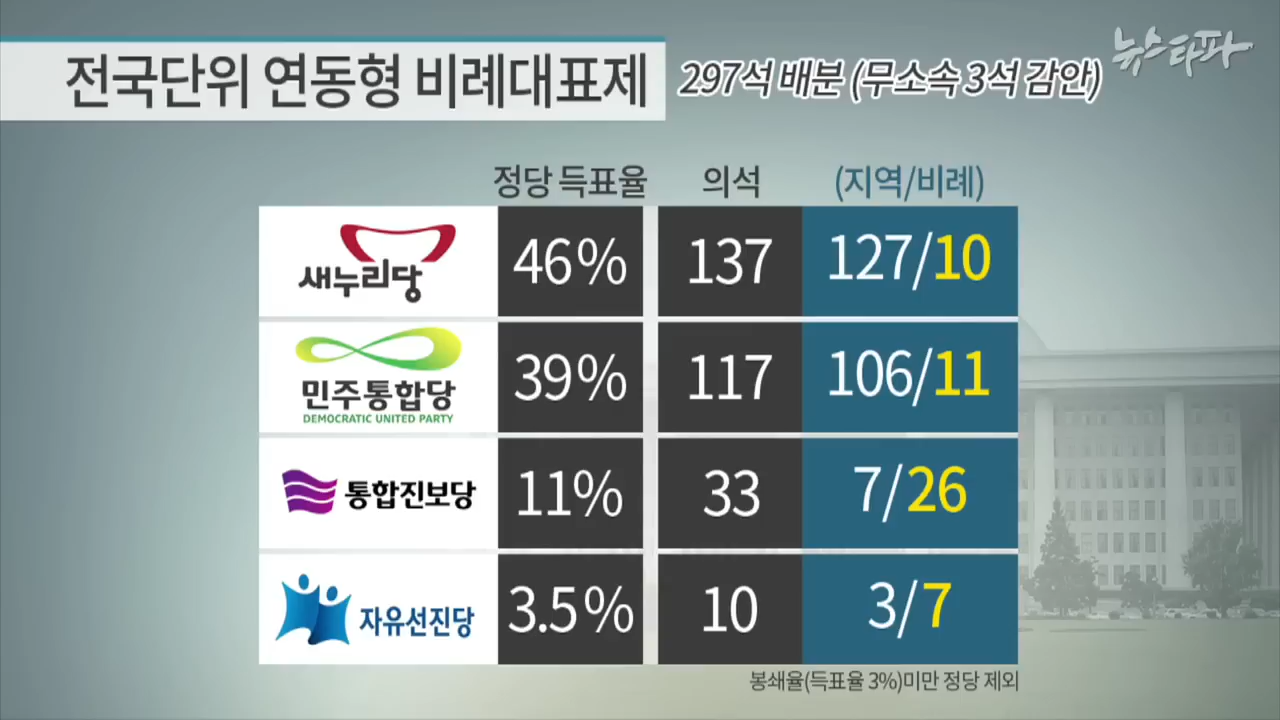 뉴스타파
전국단위 연동형 비례대표제 297석 배분 (무소속 3석 감안)
정당 득표율 의석 (지역/비례)
새누리당 46% 137 127/10
민주통합당 39% 117 106/11
DEMOCRATIC UNITED PARTY
통합진보당 11% 33 7/26
자유선진당 3.5% 10 3/7
봉쇄율(득표율 3%)미만 정당 제외